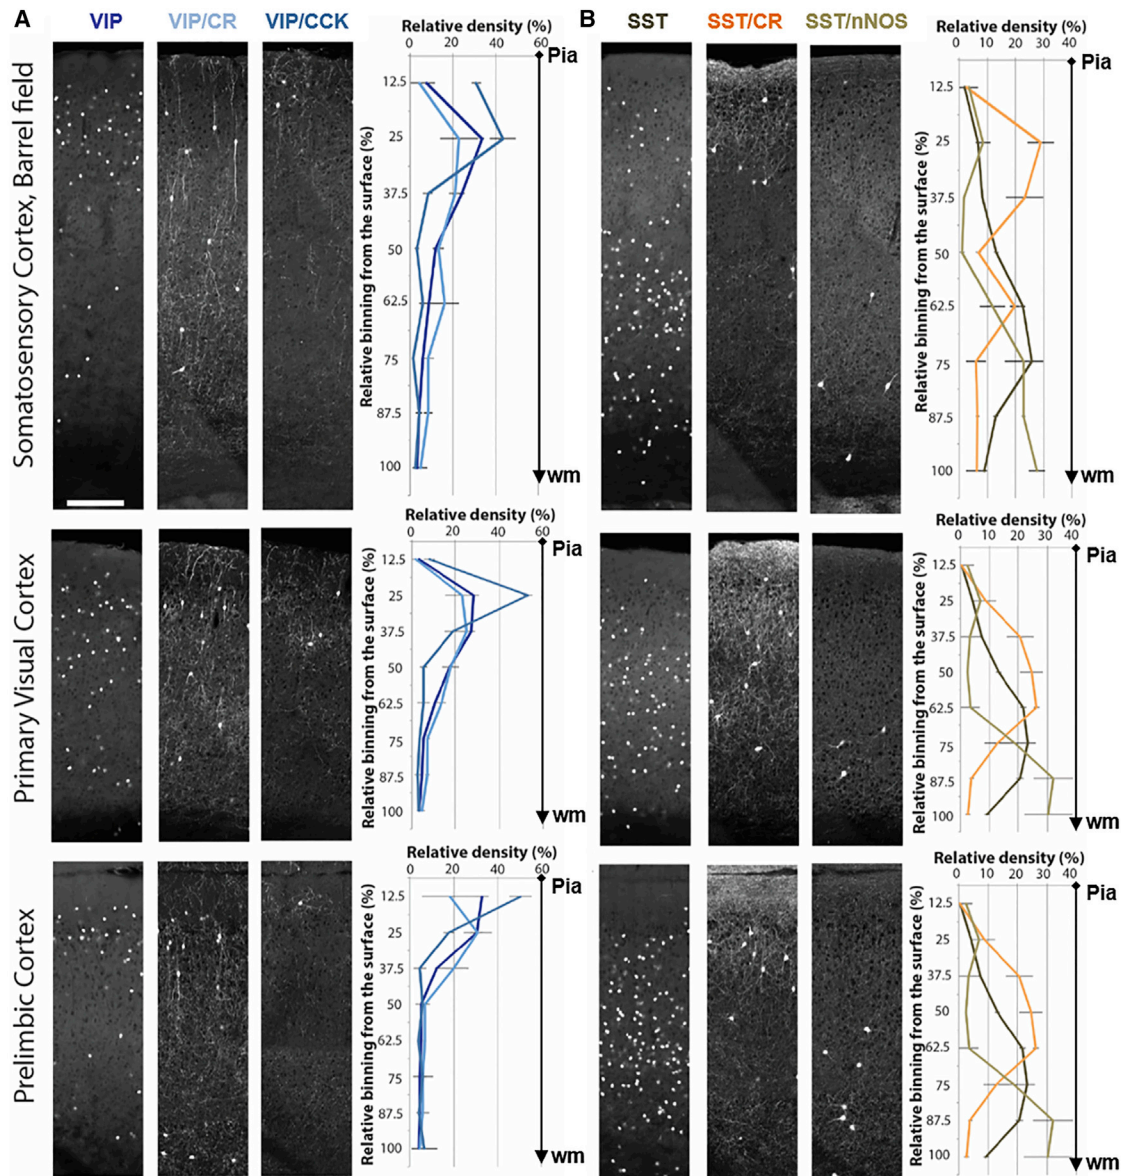 A VIP VIP/CR VIP/CCK
Relative density (%)
0 20 40 60
Pia
Somatosensory Cortex, Barrel field
Relative binning from the surface (%)
12.5
25
37.5
50
62.5
75
87.5
100
wm
B SST SST/CR SST/nNOS
Relative density (%)
0 10 20 30 40
Pia
Relative binning from the surface (%)
12.5
25
37.5
50
62.5
75
87.5
100
wm
Primary Visual Cortex
Relative density (%)
0 20 40 60
Pia
Relative binning from the surface (%)
12.5
25
37.5
50
62.5
75
87.5
100
wm
Relative density (%)
0 10 20 30 40
Pia
Relative binning from the surface (%)
12.5
25
37.5
50
62.5
75
87.5
100
wm
Prelimbic Cortex
Relative density (%)
0 20 40 60
Pia
Relative binning from the surface (%)
12.5
25
37.5
50
62.5
75
87.5
100
wm
Relative density (%)
0 10 20 30 40
Pia
Relative binning from the surface (%)
12.5
25
37.5
50
62.5
75
87.5
100
wm